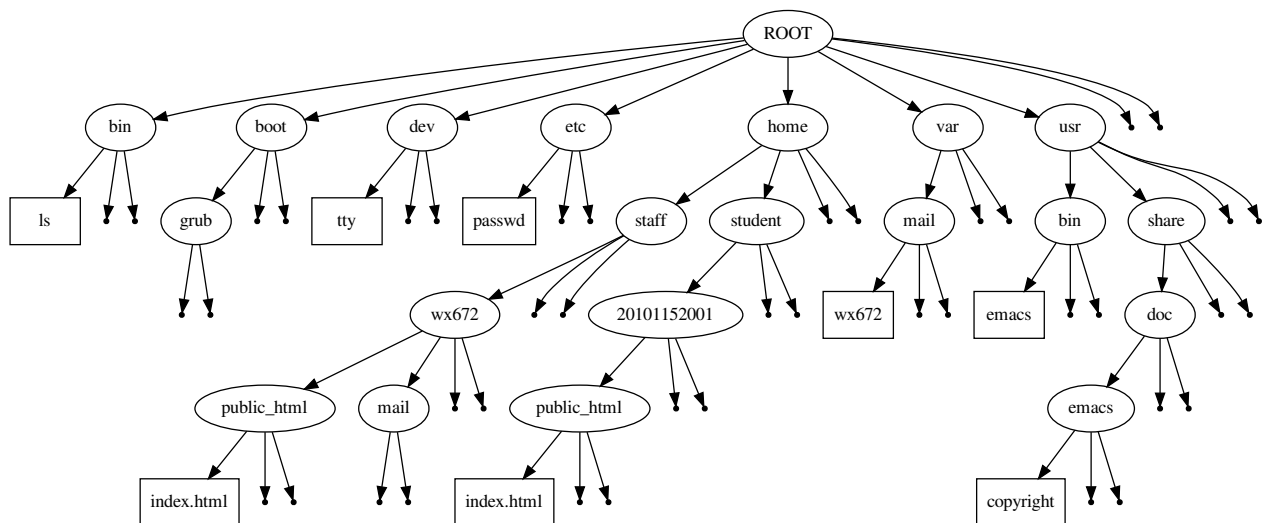 ROOT
bin
boot
dev
etc
home
var
usr
ls
grub
tty
passwd
staff
student
mail
bin
share
wx672
20101152001
wx672
emacs
doc
public_html
mail
public_html
emacs
index.html
index.html
copyright